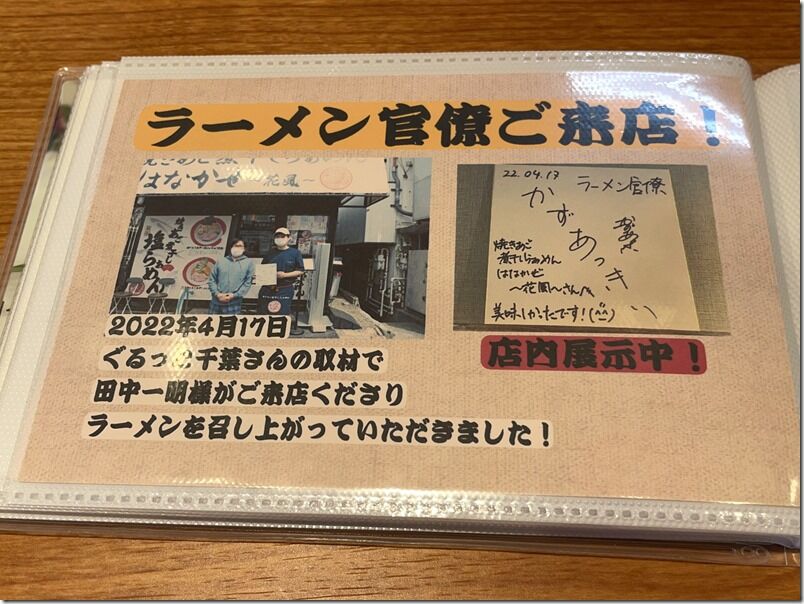 ラーメン官僚ご来店！
はなかぜ ～花風～
塩らぁめん
22.04.17
ラーメン官僚
かずあっきぃ
焼きあご
煮干しらぁめん
はなかぜ
～花風～さんへ
美味しかったです！(^^)
店内展示中！
2022年4月17日
ぐるっと千葉さんの取材で
田中一明様がご来店くださり
ラーメンを召し上がっていただきました！